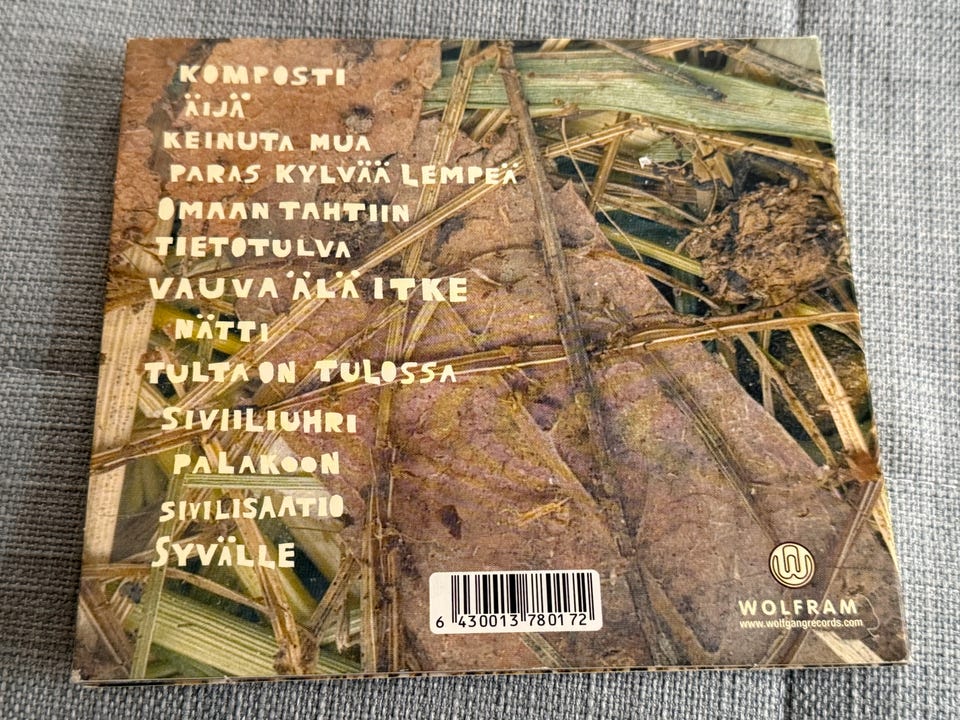 KOMPOSTI
ÄIJÄ
KEINUTA MUA
PARAS KYLVÄÄ LEMPEÄ
OMAAN TAHTIIN
TIETOTULVA
VAUVA ÄLÄ ITKE
NÄTTI
TULTA ON TULOSSA
SIVIILIUHRI
PALAKOON
SIVILISAATIO
SYVÄLLE
6 430013 780172
W
WOLFRAM
www.wolfgangrecords.com